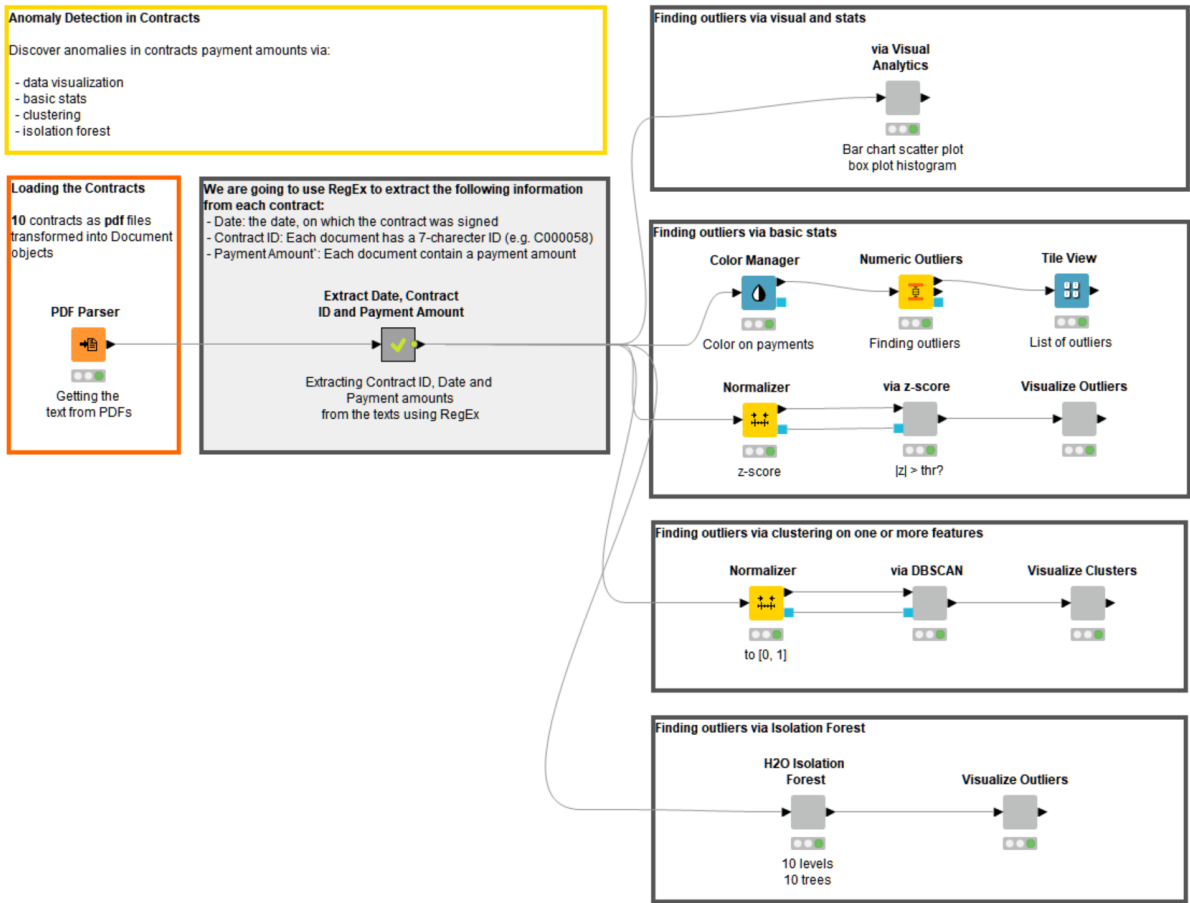 Anomaly Detection in Contracts
Discover anomalies in contracts payment amounts via:
- data visualization
- basic stats
- clustering
- isolation forest
Loading the Contracts
10 contracts as pdf files
transformed into Document
objects
PDF Parser
Getting the
text from PDFs
We are going to use RegEx to extract the following information
from each contract:
- Date: the date, on which the contract was signed
- Contract ID: Each document has a 7-charecter ID (e.g. C000058)
- Payment Amount`: Each document contain a payment amount
Extract Date, Contract
ID and Payment Amount
Extracting Contract ID, Date and
Payment amounts
from the texts using RegEx
Finding outliers via visual and stats
via Visual
Analytics
Bar chart scatter plot
box plot histogram
Finding outliers via basic stats
Color Manager
Color on payments
Numeric Outliers
Finding outliers
Tile View
List of outliers
Normalizer
z-score
via z-score
|z| > thr?
Visualize Outliers
Finding outliers via clustering on one or more features
Normalizer
to [0, 1]
via DBSCAN
Visualize Clusters
Finding outliers via Isolation Forest
H2O Isolation
Forest
10 levels
10 trees
Visualize Outliers